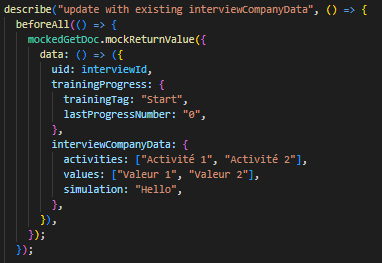 describe("update with existing interviewCompanyData", () => {
  beforeAll(() => {
    mockedGetDoc.mockReturnValue({
      data: () => ({
        uid: interviewId,
        trainingProgress: {
          trainingTag: "Start",
          lastProgressNumber: "0",
        },
        interviewCompanyData: {
          activities: ["Activité 1", "Activité 2"],
          values: ["Valeur 1", "Valeur 2"],
          simulation: "Hello",
        },
      }),
    });
  });